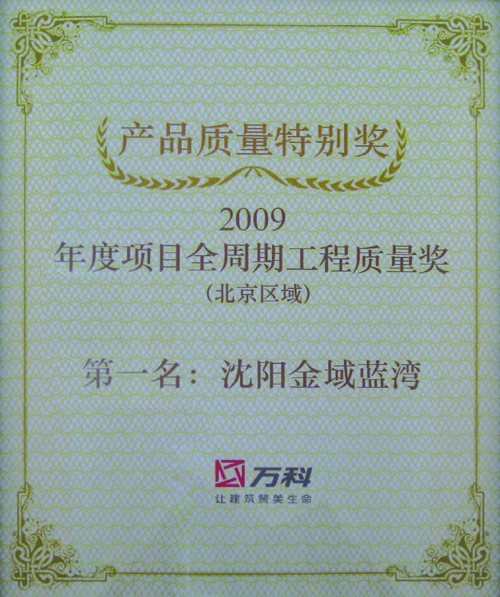 产品质量特别奖
2009
年度项目全周期工程质量奖
(北京区域)
第一名：沈阳金域蓝湾
万科
让建筑赞美生命